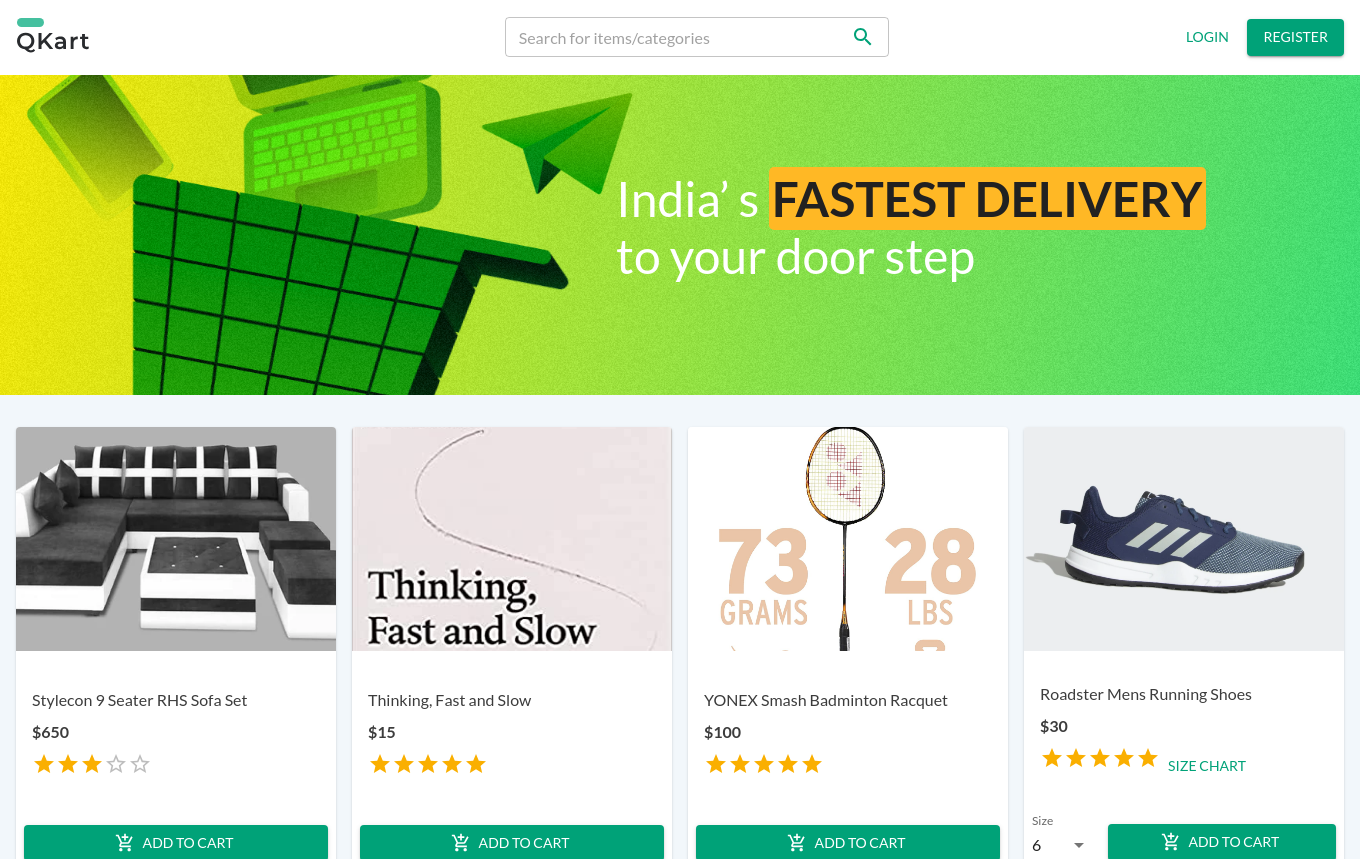 QKart
Search for items/categories
LOGIN
REGISTER
India’ s FASTEST DELIVERY
to your door step
Thinking,
Fast and Slow
73
GRAMS
28
LBS
Stylecon 9 Seater RHS Sofa Set
$650
ADD TO CART
Thinking, Fast and Slow
$15
ADD TO CART
YONEX Smash Badminton Racquet
$100
ADD TO CART
Roadster Mens Running Shoes
$30
SIZE CHART
Size
6
ADD TO CART